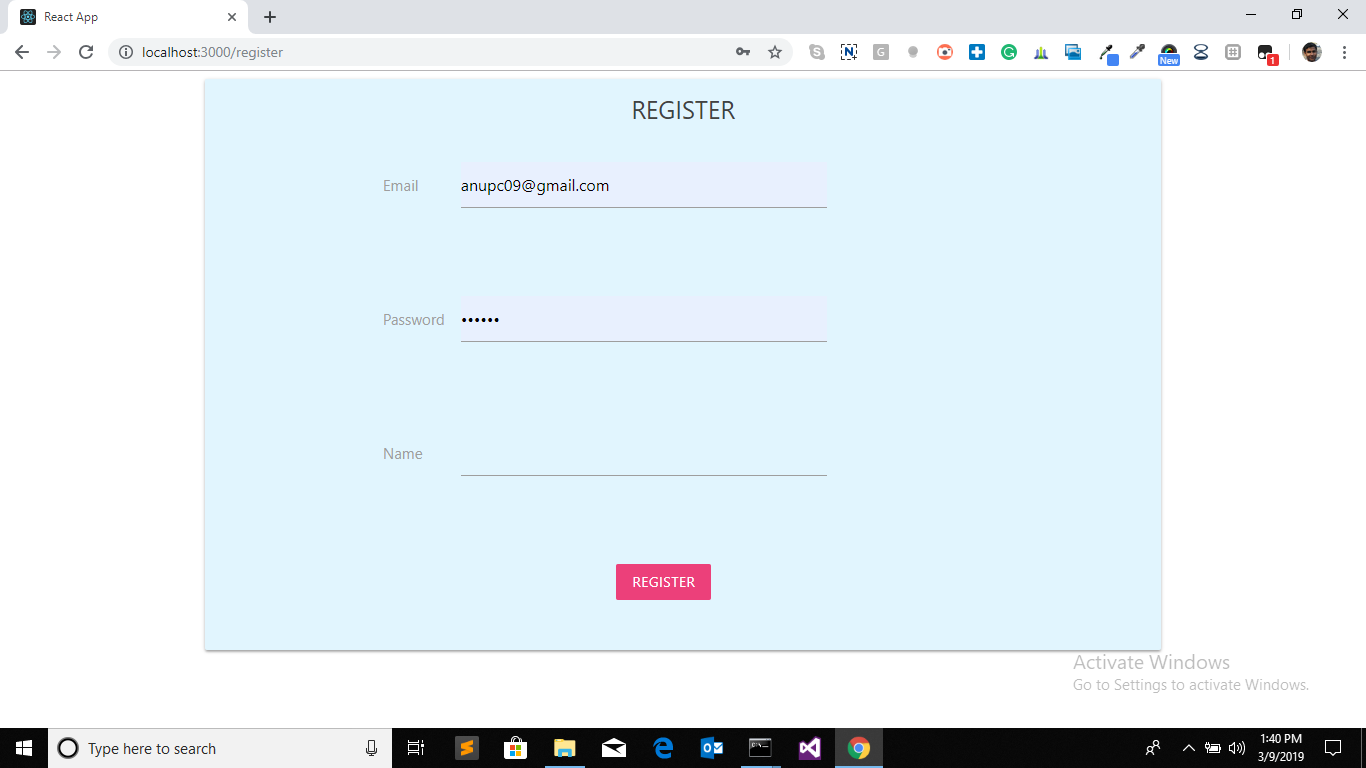 React App
localhost:3000/register
New
1
REGISTER
Email
anupc09@gmail.com
Password
••••••
Name
REGISTER
Activate Windows
Go to Settings to activate Windows.
Type here to search
1:40 PM
3/9/2019